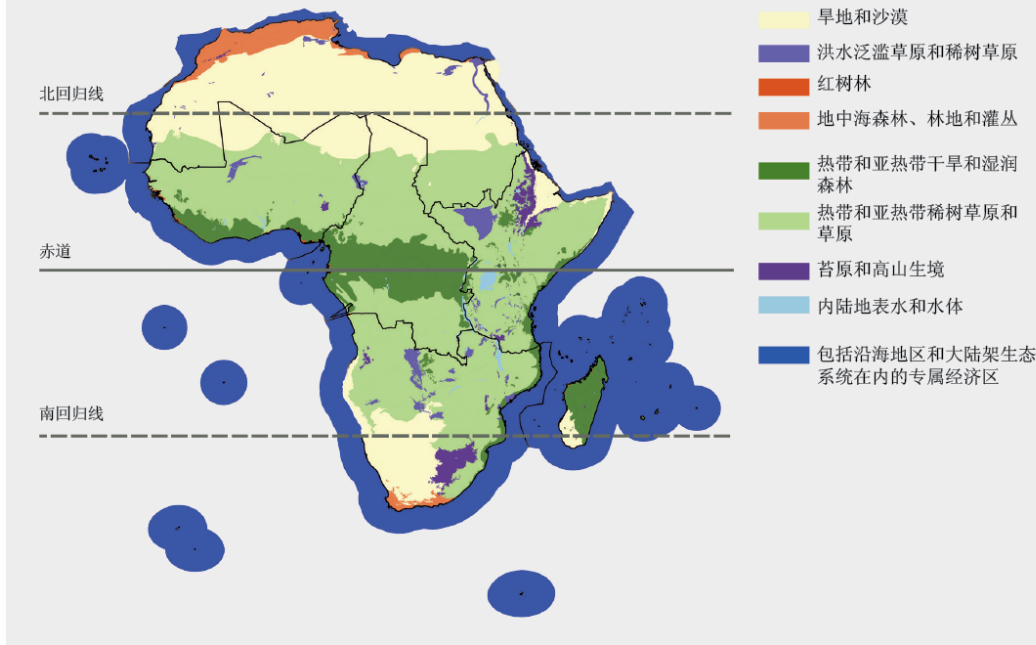 旱地和沙漠
洪水泛滥草原和稀树草原
红树林
北回归线
地中海森林、林地和灌丛
热带和亚热带干旱和湿润
森林
热带和亚热带稀树草原和
草原
赤道
苔原和高山生境
内陆地表水和水体
包括沿海地区和大陆架生态
系统在内的专属经济区
南回归线